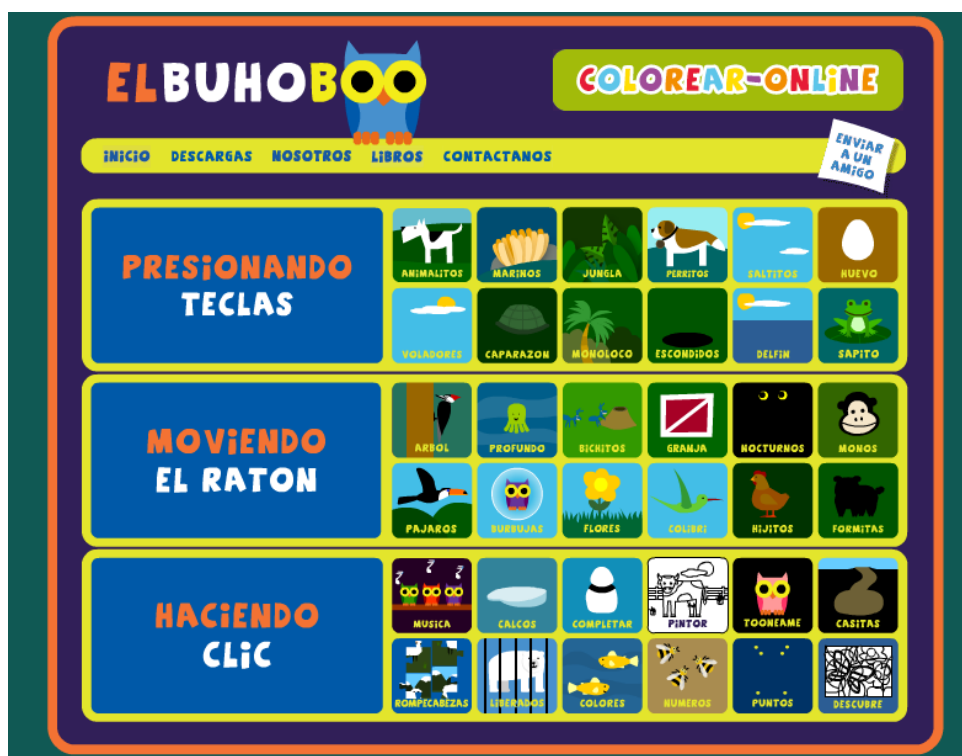 ELBUHOBOO
COLOREAR-ONLINE
INICIO DESCARGAS NOSOTROS LIBROS CONTACTANOS
ENVIAR
A UN
AMIGO
PRESIONANDO
TECLAS
ANIMALITOS MARINOS JUNGLA PERRITOS SALTITOS HUEVO
VOLADORES CAPARAZON MONOLOCO ESCONDIDOS DELFIN SAPITO
MOVIENDO
EL RATON
ARBOL PROFUNDO BICHITOS GRANJA NOCTURNOS MONOS
PAJAROS BURBUJAS FLORES COLIBRI HIJITOS FORMITAS
HACIENDO
CLIC
MUSICA CALCOS COMPLETAR PINTOR TOONEAME CASITAS
ROMPECABEZAS LIBERADOS COLORES NUMEROS PUNTOS DESCUBRE